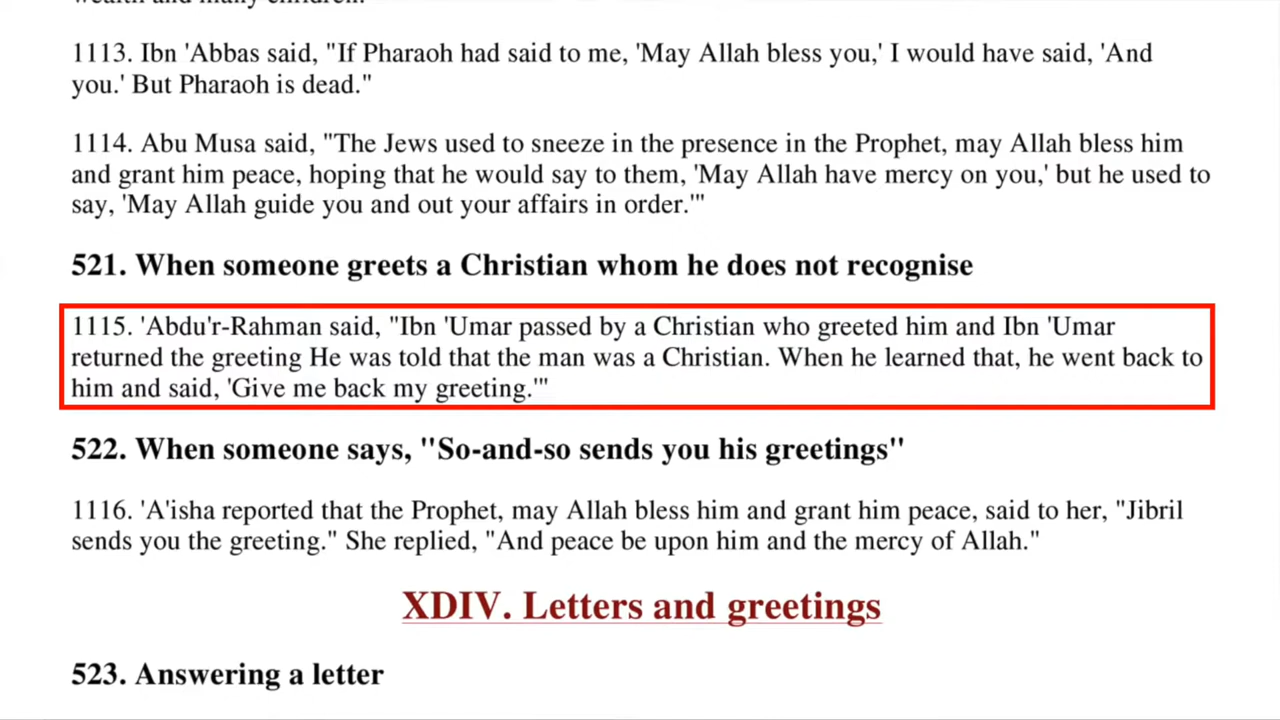 wealth and many children.
1113. Ibn 'Abbas said, "If Pharaoh had said to me, 'May Allah bless you,' I would have said, 'And
you.' But Pharaoh is dead."
1114. Abu Musa said, "The Jews used to sneeze in the presence in the Prophet, may Allah bless him
and grant him peace, hoping that he would say to them, 'May Allah have mercy on you,' but he used to
say, 'May Allah guide you and out your affairs in order.'"
521. When someone greets a Christian whom he does not recognise
1115. 'Abdu'r-Rahman said, "Ibn 'Umar passed by a Christian who greeted him and Ibn 'Umar
returned the greeting He was told that the man was a Christian. When he learned that, he went back to
him and said, 'Give me back my greeting.'"
522. When someone says, "So-and-so sends you his greetings"
1116. 'A'isha reported that the Prophet, may Allah bless him and grant him peace, said to her, "Jibril
sends you the greeting." She replied, "And peace be upon him and the mercy of Allah."
XDIV. Letters and greetings
523. Answering a letter